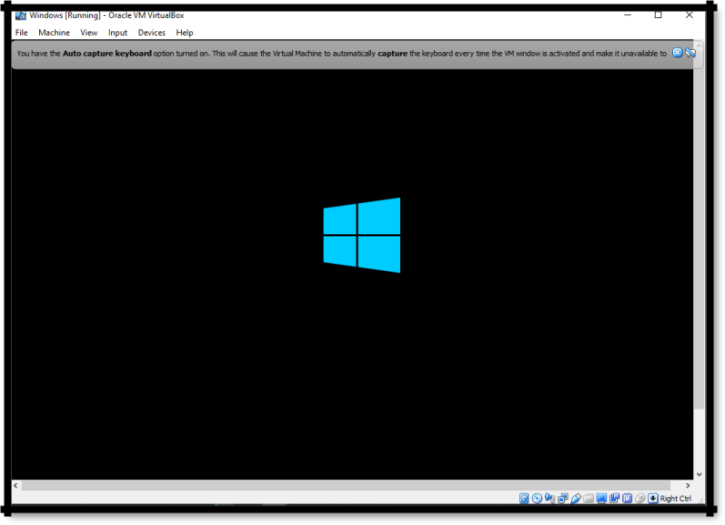 Windows [Running] - Oracle VM VirtualBox
File Machine View Input Devices Help
You have the Auto capture keyboard option turned on. This will cause the Virtual Machine to automatically capture the keyboard every time the VM window is activated and make it unavailable to
Right Ctrl